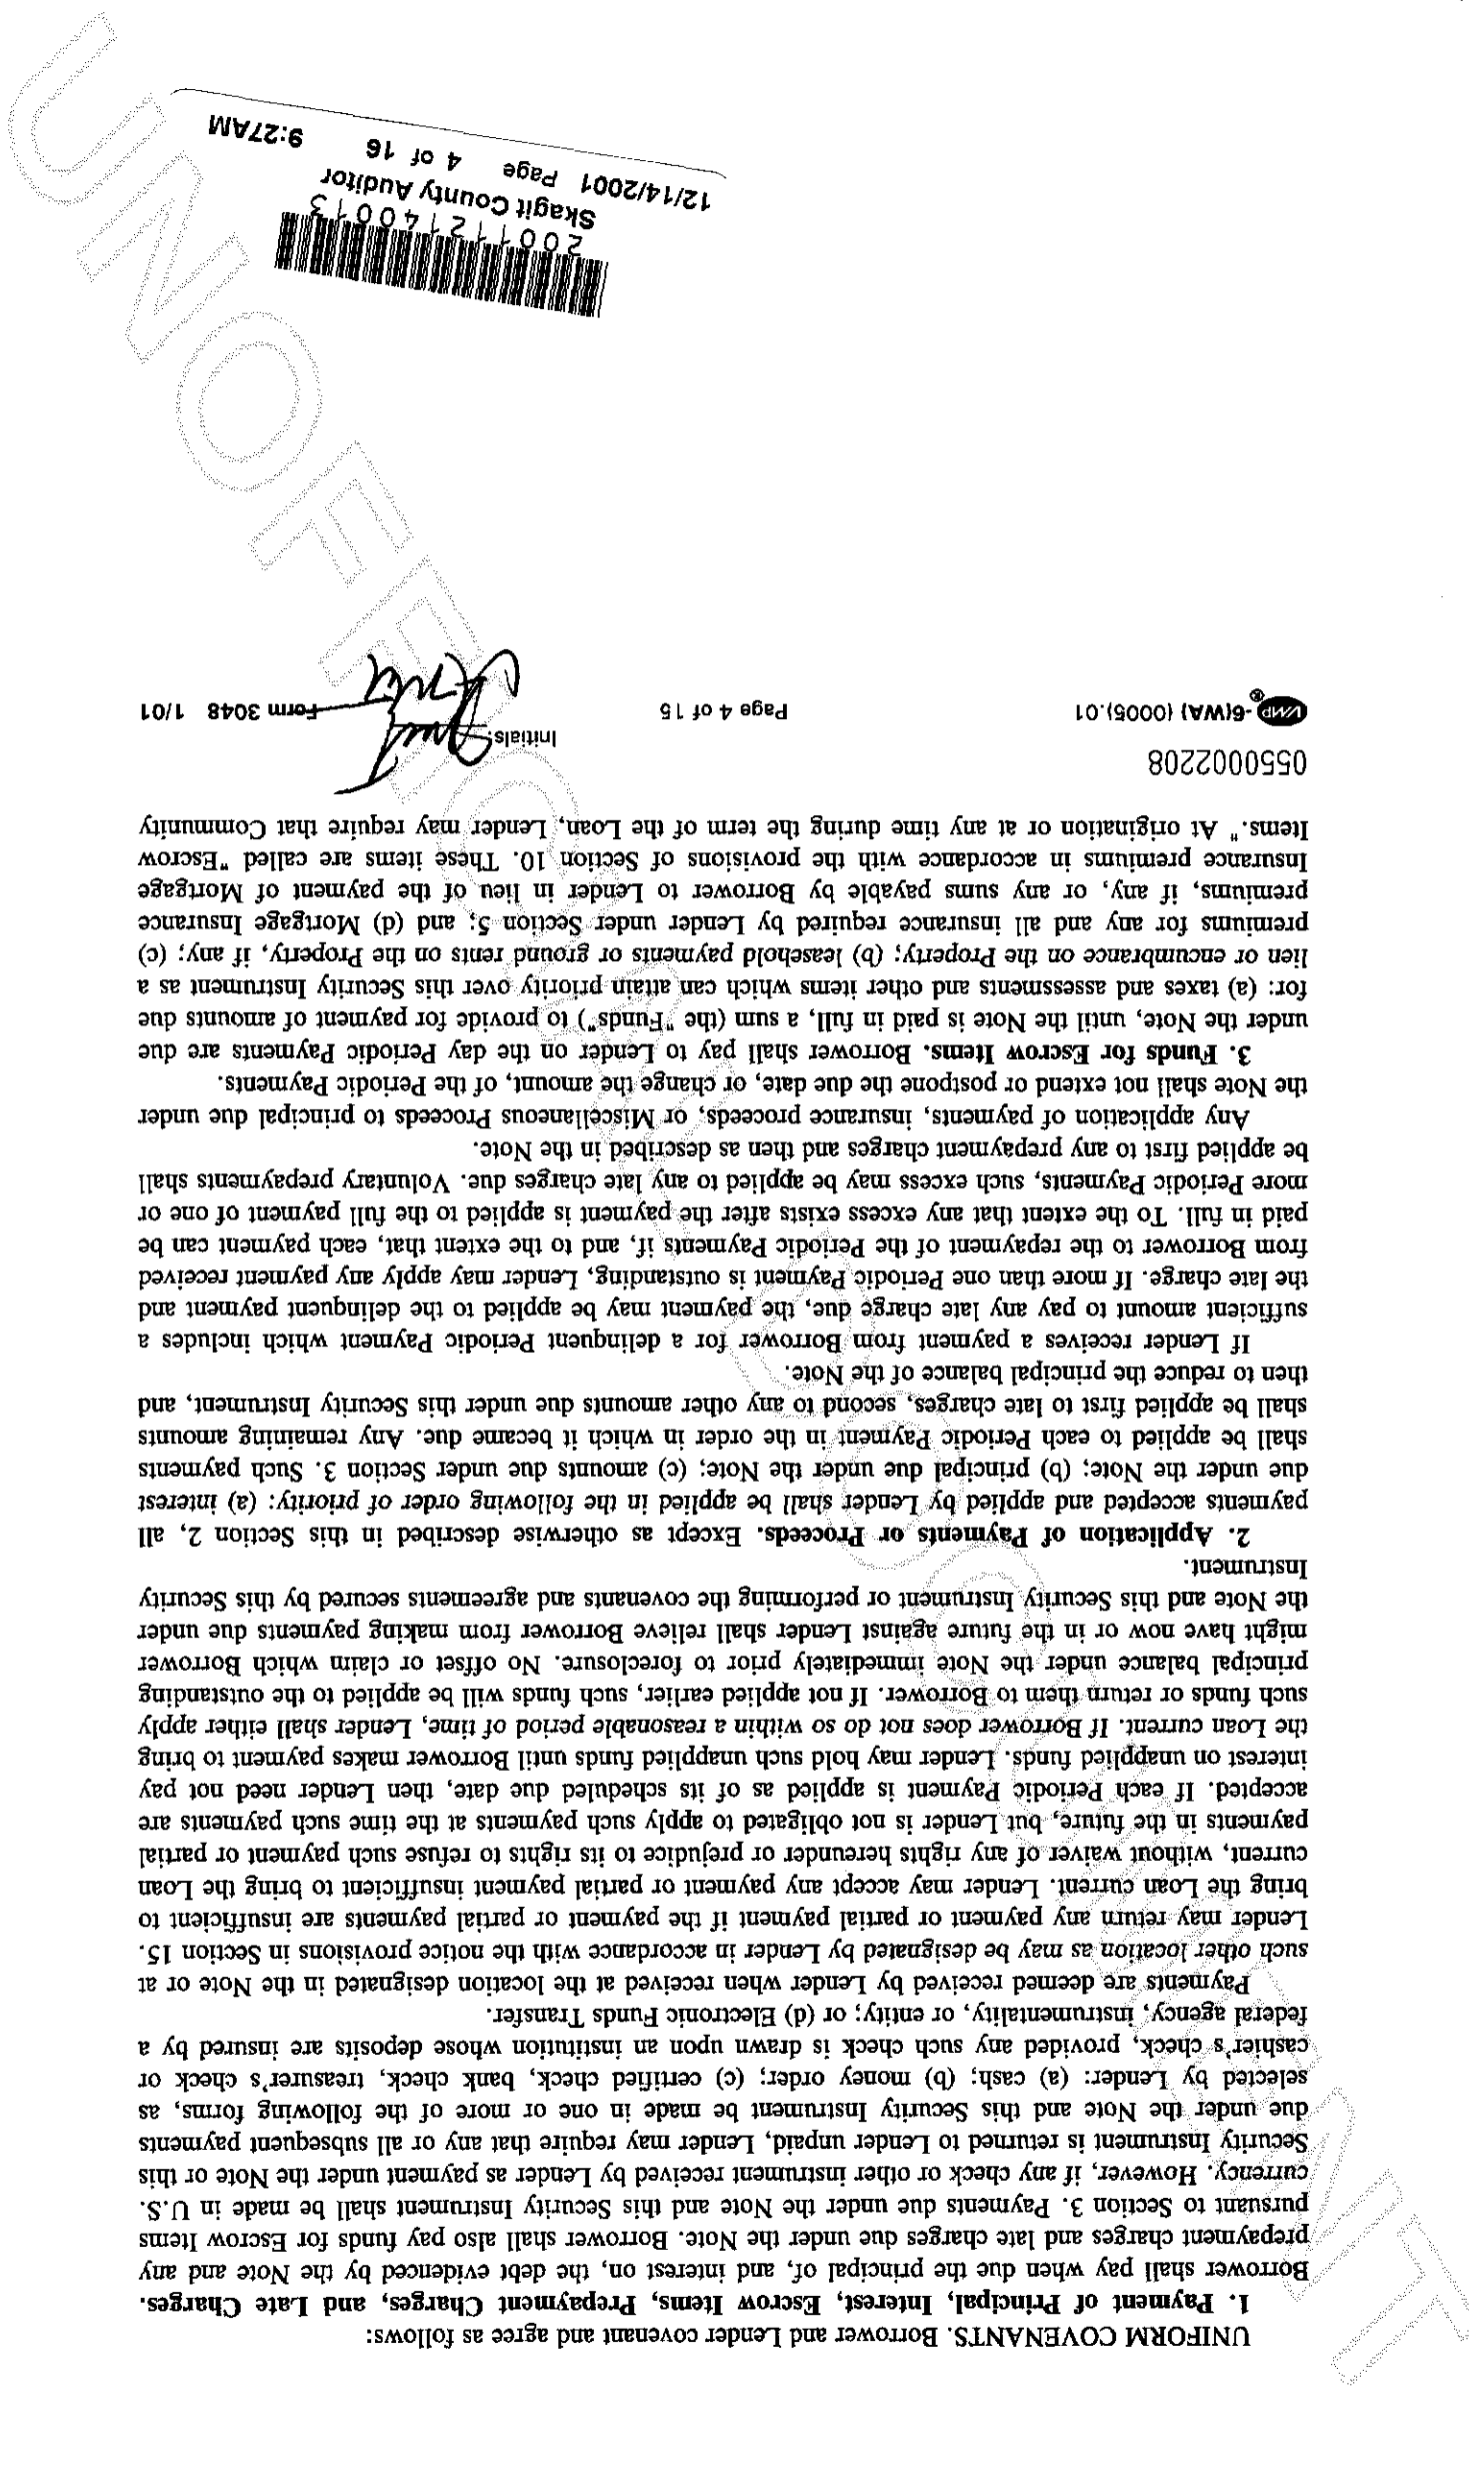 UNIFORM COVENANTS. Borrower and Lender covenant and agree as follows:
1. Payment of Principal, Interest, Escrow Items, Prepayment Charges, and Late Charges.
Borrower shall pay when due the principal of, and interest on, the debt evidenced by the Note and any
prepayment charges and late charges due under the Note. Borrower shall also pay funds for Escrow Items
pursuant to Section 3. Payments due under the Note and this Security Instrument shall be made in U.S.
currency. However, if any check or other instrument received by Lender as payment under the Note or this
Security Instrument is returned to Lender unpaid, Lender may require that any or all subsequent payments
due under the Note and this Security Instrument be made in one or more of the following forms, as
selected by Lender: (a) cash; (b) money order; (c) certified check, bank check, treasurer's check or
cashier's check, provided any such check is drawn upon an institution whose deposits are insured by a
federal agency, instrumentality, or entity; or (d) Electronic Funds Transfer.
Payments are deemed received by Lender when received at the location designated in the Note or at
such other location as may be designated by Lender in accordance with the notice provisions in Section 15.
Lender may return any payment or partial payment if the payment or partial payments are insufficient to
bring the Loan current. Lender may accept any payment or partial payment insufficient to bring the Loan
current, without waiver of any rights hereunder or prejudice to its rights to refuse such payment or partial
payments in the future, but Lender is not obligated to apply such payments at the time such payments are
accepted. If each Periodic Payment is applied as of its scheduled due date, then Lender need not pay
interest on unapplied funds. Lender may hold such unapplied funds until Borrower makes payment to bring
the Loan current. If Borrower does not do so within a reasonable period of time, Lender shall either apply
such funds or return them to Borrower. If not applied earlier, such funds will be applied to the outstanding
principal balance under the Note immediately prior to foreclosure. No offset or claim which Borrower
might have now or in the future against Lender shall relieve Borrower from making payments due under
the Note and this Security Instrument or performing the covenants and agreements secured by this Security
Instrument.
2. Application of Payments or Proceeds. Except as otherwise described in this Section 2, all
payments accepted and applied by Lender shall be applied in the following order of priority: (a) interest
due under the Note; (b) principal due under the Note; (c) amounts due under Section 3. Such payments
shall be applied to each Periodic Payment in the order in which it became due. Any remaining amounts
shall be applied first to late charges, second to any other amounts due under this Security Instrument, and
then to reduce the principal balance of the Note.
If Lender receives a payment from Borrower for a delinquent Periodic Payment which includes a
sufficient amount to pay any late charge due, the payment may be applied to the delinquent payment and
the late charge. If more than one Periodic Payment is outstanding, Lender may apply any payment received
from Borrower to the repayment of the Periodic Payments if, and to the extent that, each payment can be
paid in full. To the extent that any excess exists after the payment is applied to the full payment of one or
more Periodic Payments, such excess may be applied to any late charges due. Voluntary prepayments shall
be applied first to any prepayment charges and then as described in the Note.
Any application of payments, insurance proceeds, or Miscellaneous Proceeds to principal due under
the Note shall not extend or postpone the due date, or change the amount, of the Periodic Payments.
3. Funds for Escrow Items. Borrower shall pay to Lender on the day Periodic Payments are due
under the Note, until the Note is paid in full, a sum (the "Funds") to provide for payment of amounts due
for: (a) taxes and assessments and other items which can attain priority over this Security Instrument as a
lien or encumbrance on the Property; (b) leasehold payments or ground rents on the Property, if any; (c)
premiums for any and all insurance required by Lender under Section 5; and (d) Mortgage Insurance
premiums, if any, or any sums payable by Borrower to Lender in lieu of the payment of Mortgage
Insurance premiums in accordance with the provisions of Section 10. These items are called "Escrow
Items." At origination or at any time during the term of the Loan, Lender may require that Community
0550002208
Initials:
VMP®-6(WA) (0005).01 Page 4 of 15 Form 3048 1/01
200112140013
Skagit County Auditor
12/14/2001 Page 4 of 16 9:27AM
UNOFFICIAL DOCUMENT